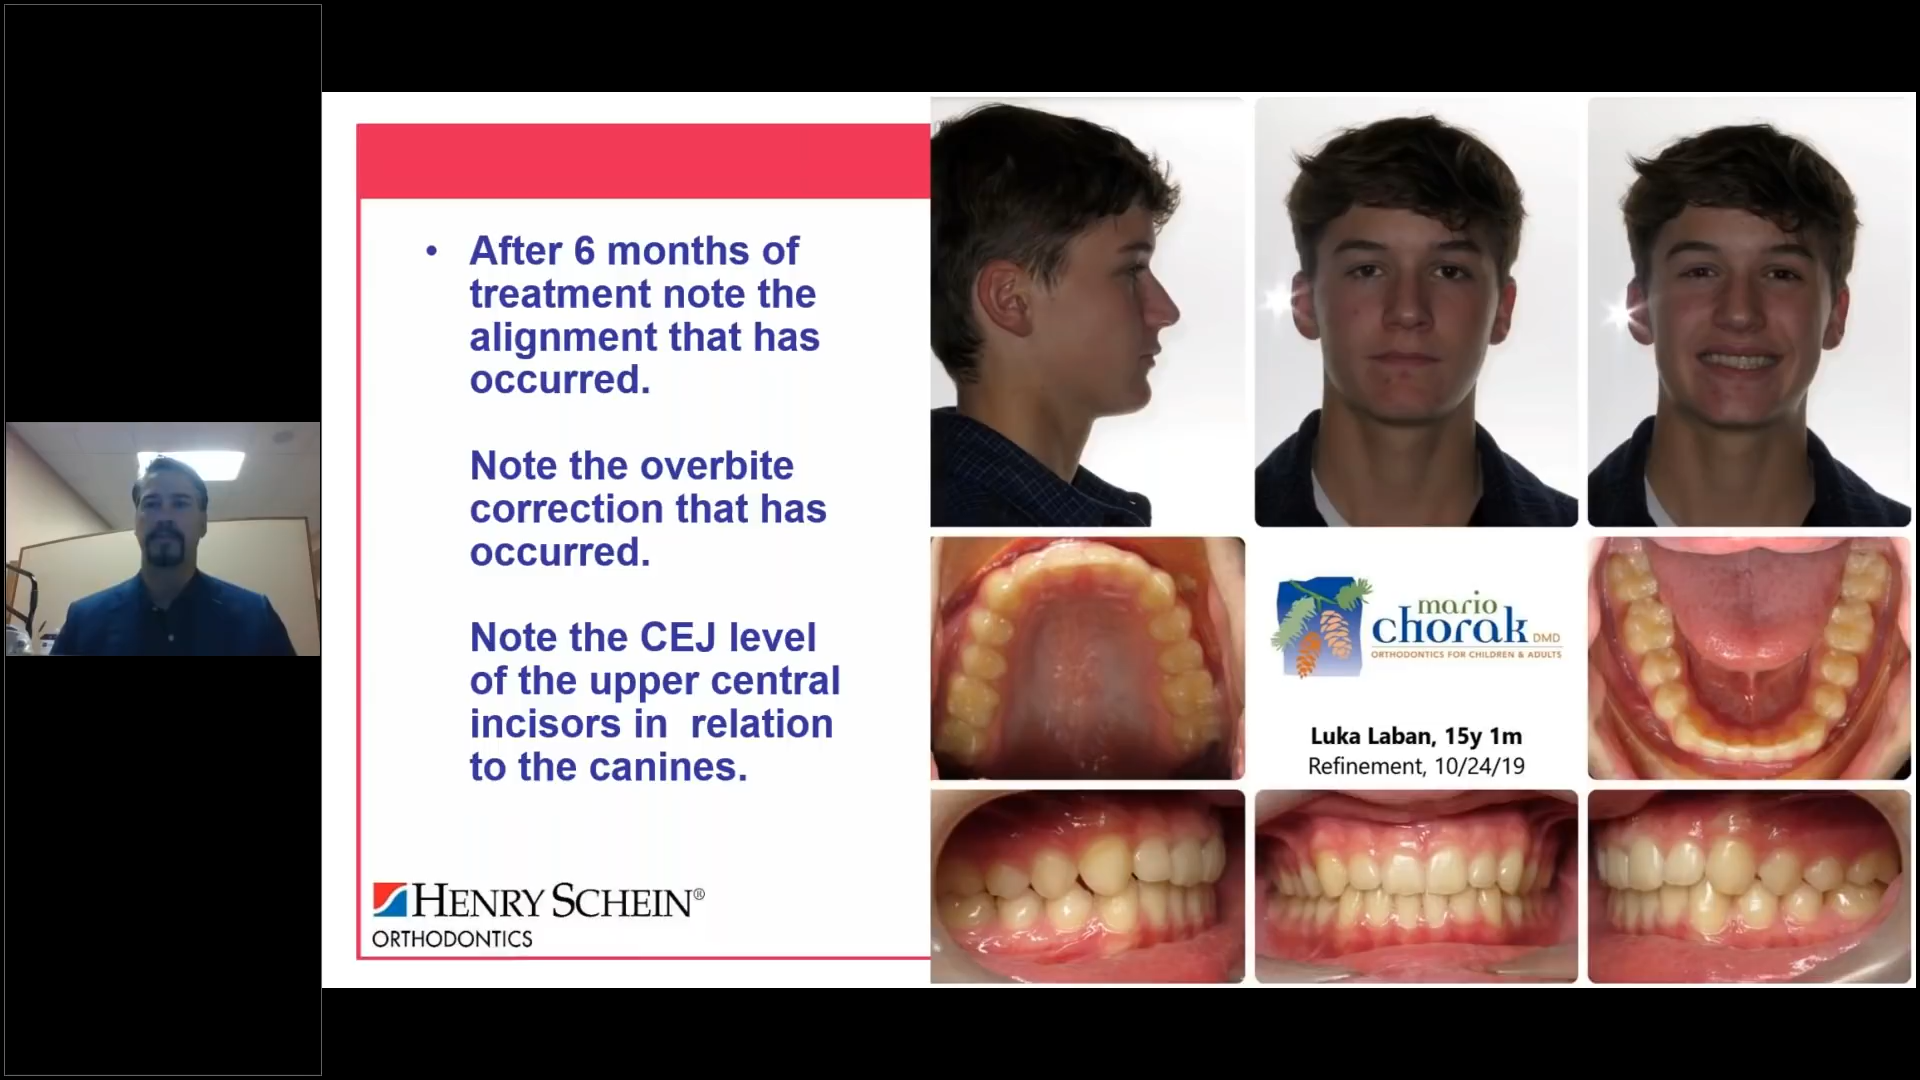 • After 6 months of
treatment note the
alignment that has
occurred.
Note the overbite
correction that has
occurred.
Note the CEJ level
of the upper central
incisors in  relation
to the canines.
HENRY SCHEIN®
ORTHODONTICS
mario
chorak DMD
ORTHODONTICS FOR CHILDREN & ADULTS
Luka Laban, 15y 1m
Refinement, 10/24/19